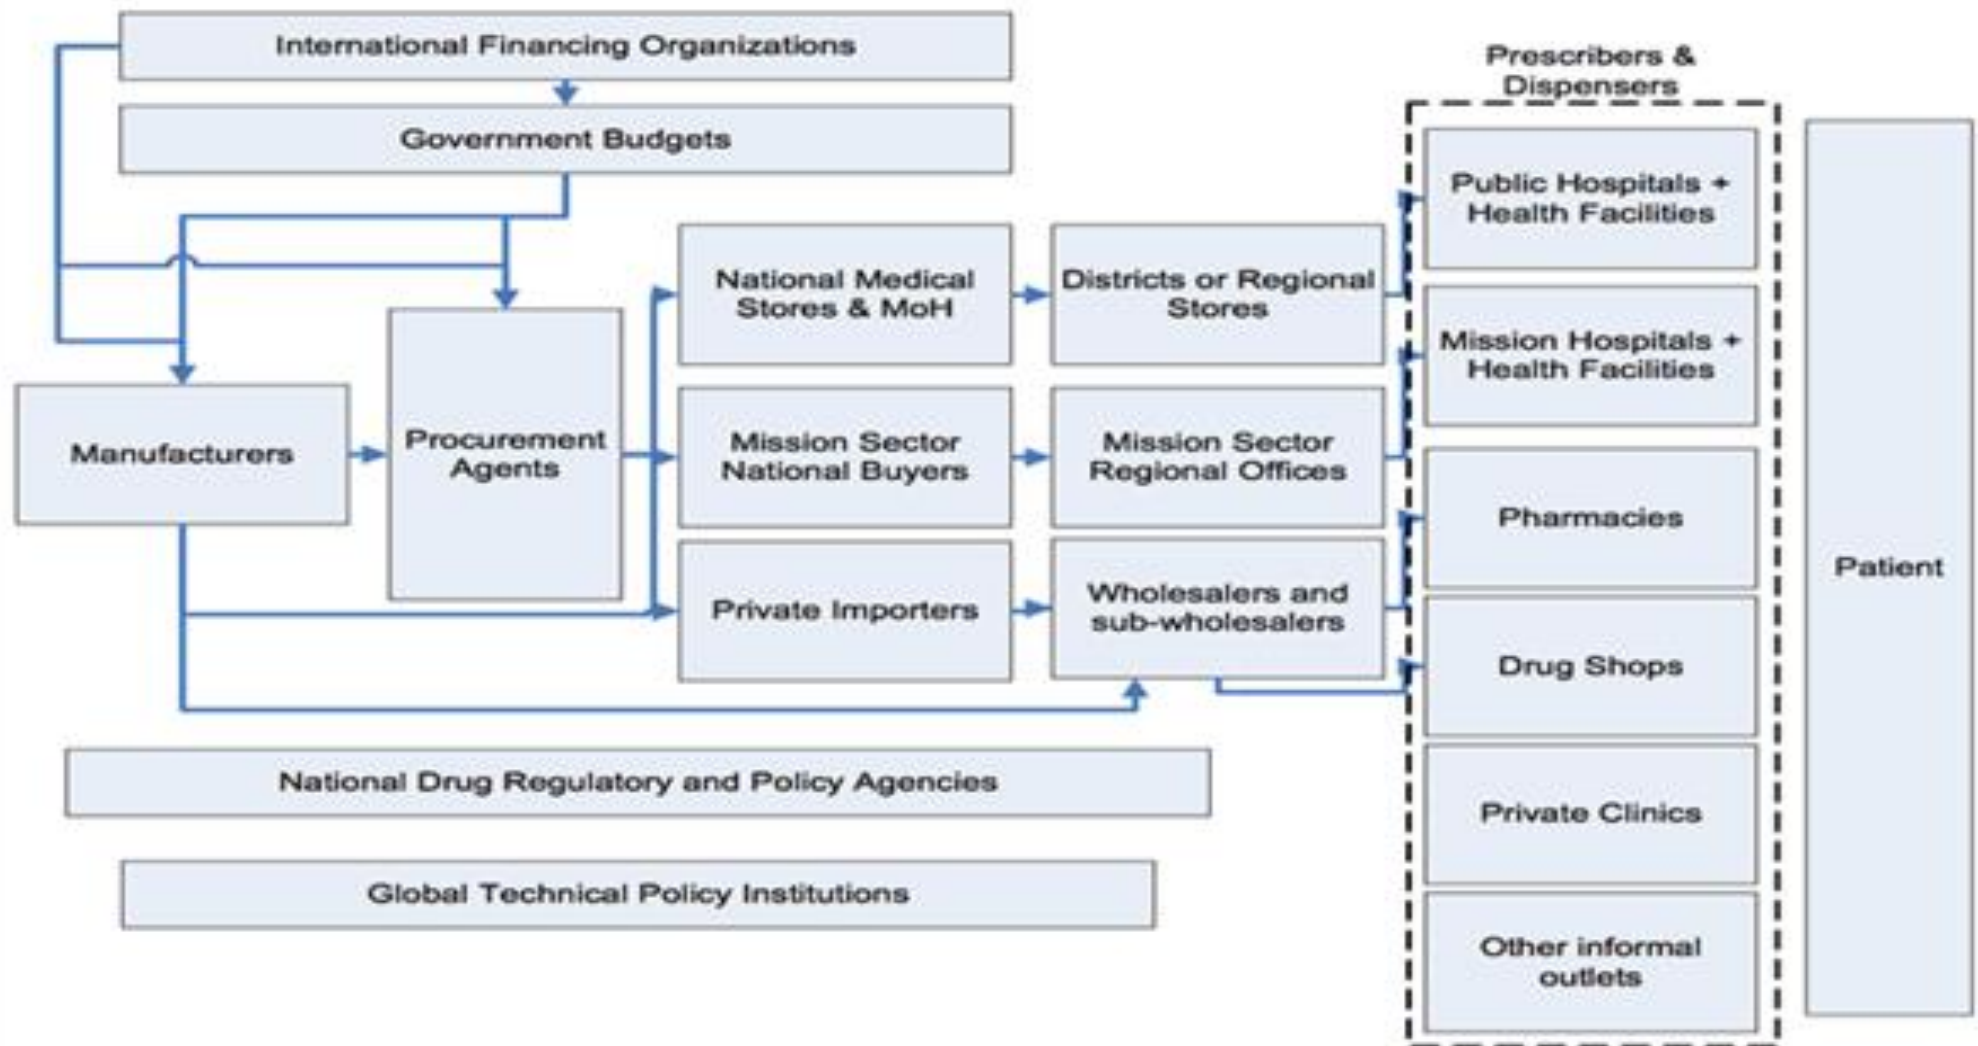 International Financing Organizations
Government Budgets
Prescribers &
Dispensers
Public Hospitals +
Health Facilities
National Medical
Stores & MoH
Districts or Regional
Stores
Mission Hospitals +
Health Facilities
Manufacturers
Procurement
Agents
Mission Sector
National Buyers
Mission Sector
Regional Offices
Pharmacies
Patient
Private Importers
Wholesalers and
sub-wholesalers
Drug Shops
National Drug Regulatory and Policy Agencies
Private Clinics
Global Technical Policy Institutions
Other informal
outlets